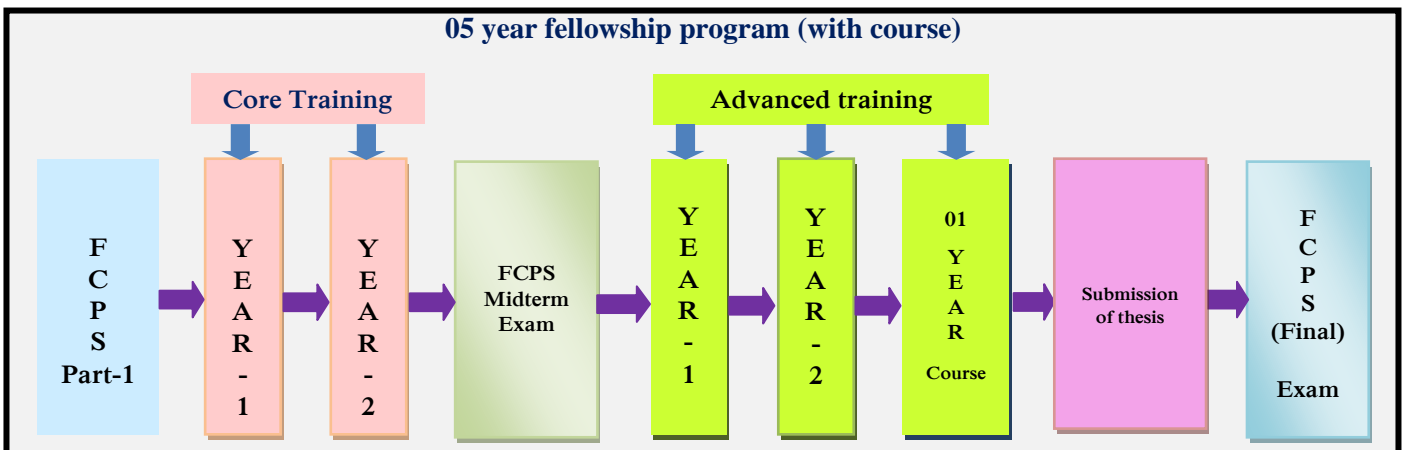 05 year fellowship program (with course)
Core Training
Advanced training
F
C
P
S
Part-1
Y
E
A
R
-
1
Y
E
A
R
-
2
FCPS
Midterm
Exam
Y
E
A
R
-
1
Y
E
A
R
-
2
01
Y
E
A
R
Course
Submission
of thesis
F
C
P
S
(Final)
Exam